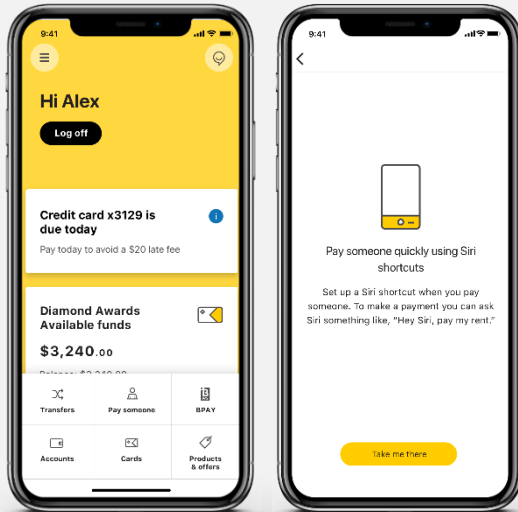 9:41
Hi Alex
Log off
Credit card x3129 is
due today
Pay today to avoid a $20 late fee
Diamond Awards
Available funds
$3,240.00
Transfers
Pay someone
BPAY
Accounts
Cards
Products
& offers
9:41
Pay someone quickly using Siri
shortcuts
Set up a Siri shortcut when you pay
someone. To make a payment you can ask
Siri something like, "Hey Siri, pay my rent."
Take me there